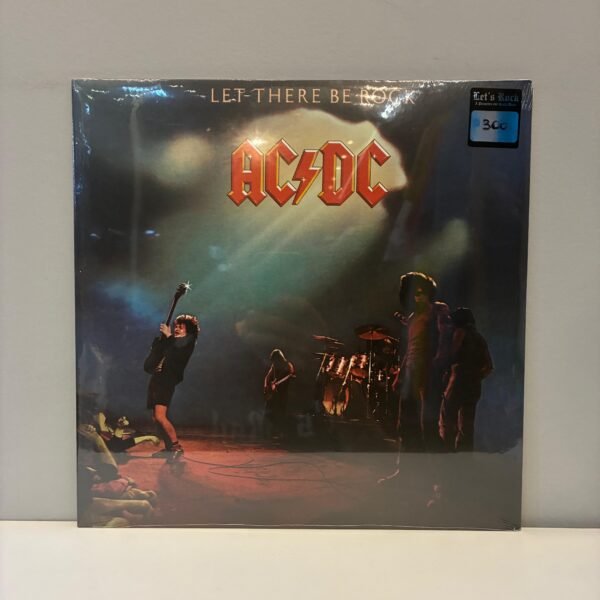 LET THERE BE ROCK
AC/DC
Let's Rock
300